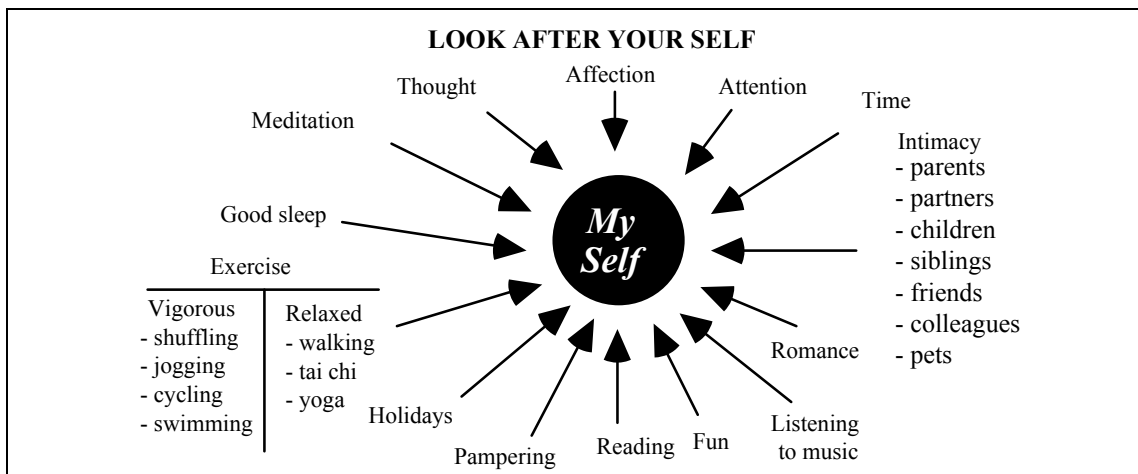 LOOK AFTER YOUR SELF
Affection
Thought
Attention
Time
Meditation
Intimacy
- parents
- partners
- children
- siblings
- friends
- colleagues
- pets
Good sleep
My
Self
Exercise
Vigorous
- shuffling
- jogging
- cycling
- swimming
Relaxed
- walking
- tai chi
- yoga
Romance
Holidays
Pampering
Reading
Fun
Listening
to music